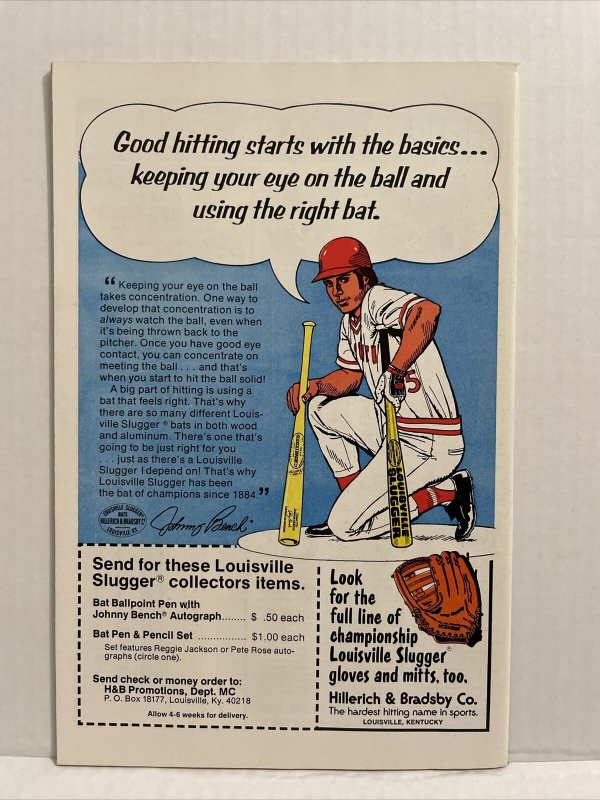 Good hitting starts with the basics...
keeping your eye on the ball and
using the right bat.
“ Keeping your eye on the ball
takes concentration. One way to
develop that concentration is to
always watch the ball, even when
it's being thrown back to the
pitcher. Once you have good eye
contact, you can concentrate on
meeting the ball . . . and that's
when you start to hit the ball solid!
A big part of hitting is using a
bat that feels right. That's why
there are so many different Louis-
ville Slugger ® bats in both wood
and aluminum. There's one that's
going to be just right for you
. . . just as there's a Louisville
Slugger I depend on! That's why
Louisville Slugger has been
the bat of champions since 1884.”
LOUISVILLE SLUGGER
BATS
HILLERICH & BRADSBY Co
LOUISVILLE, KY.
Johnny Bench
5
LOUISVILLE
SLUGGER
Send for these Louisville
Slugger® collectors items.
Bat Ballpoint Pen with
Johnny Bench® Autograph........ $ .50 each
Bat Pen & Pencil Set ................ $1.00 each
Set features Reggie Jackson or Pete Rose auto-
graphs (circle one).
Send check or money order to:
H&B Promotions, Dept. MC
P. O. Box 18177, Louisville, Ky. 40218
Allow 4-6 weeks for delivery.
Look
for the
full line of
championship
Louisville Slugger®
gloves and mitts, too.
Hillerich & Bradsby Co.
The hardest hitting name in sports.
LOUISVILLE, KENTUCKY